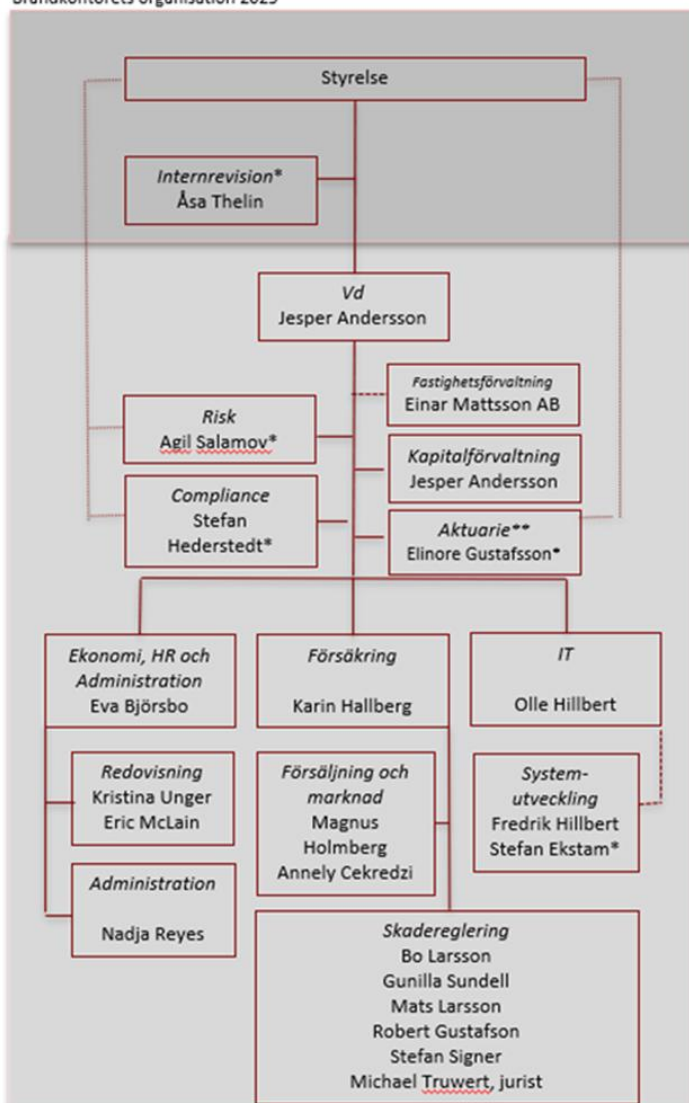 Brandkontorets organisation 2025
Styrelse
Internrevision*
Åsa Thelin
Vd
Jesper Andersson
Fastighetsförvaltning
Einar Mattsson AB
Risk
Agil Salamov*
Kapitalförvaltning
Jesper Andersson
Compliance
Stefan
Hederstedt*
Aktuarie**
Elinore Gustafsson*
Ekonomi, HR och
Administration
Eva Björsbo
Försäkring
Karin Hallberg
IT
Olle Hillbert
Redovisning
Kristina Unger
Eric McLain
Försäljning och
marknad
Magnus
Holmberg
Annely Cekredzi
System-
utveckling
Fredrik Hillbert
Stefan Ekstam*
Administration
Nadja Reyes
Skadereglering
Bo Larsson
Gunilla Sundell
Mats Larsson
Robert Gustafson
Stefan Signer
Michael Truwert, jurist